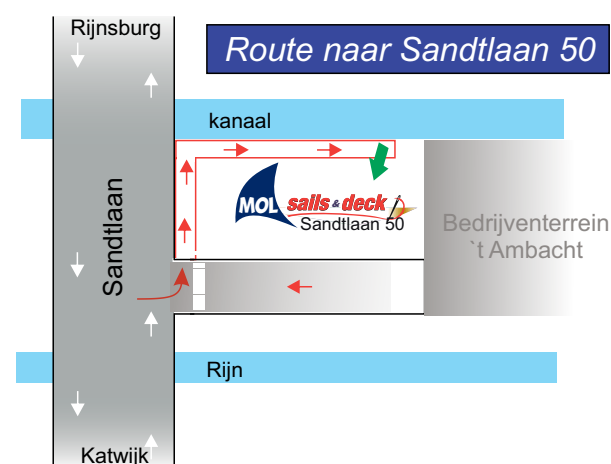 Rijnsburg
Route naar Sandtlaan 50
kanaal
Sandtlaan
MOL sails & deck
Sandtlaan 50
Bedrijventerrein
`t Ambacht
Rijn
Katwijk